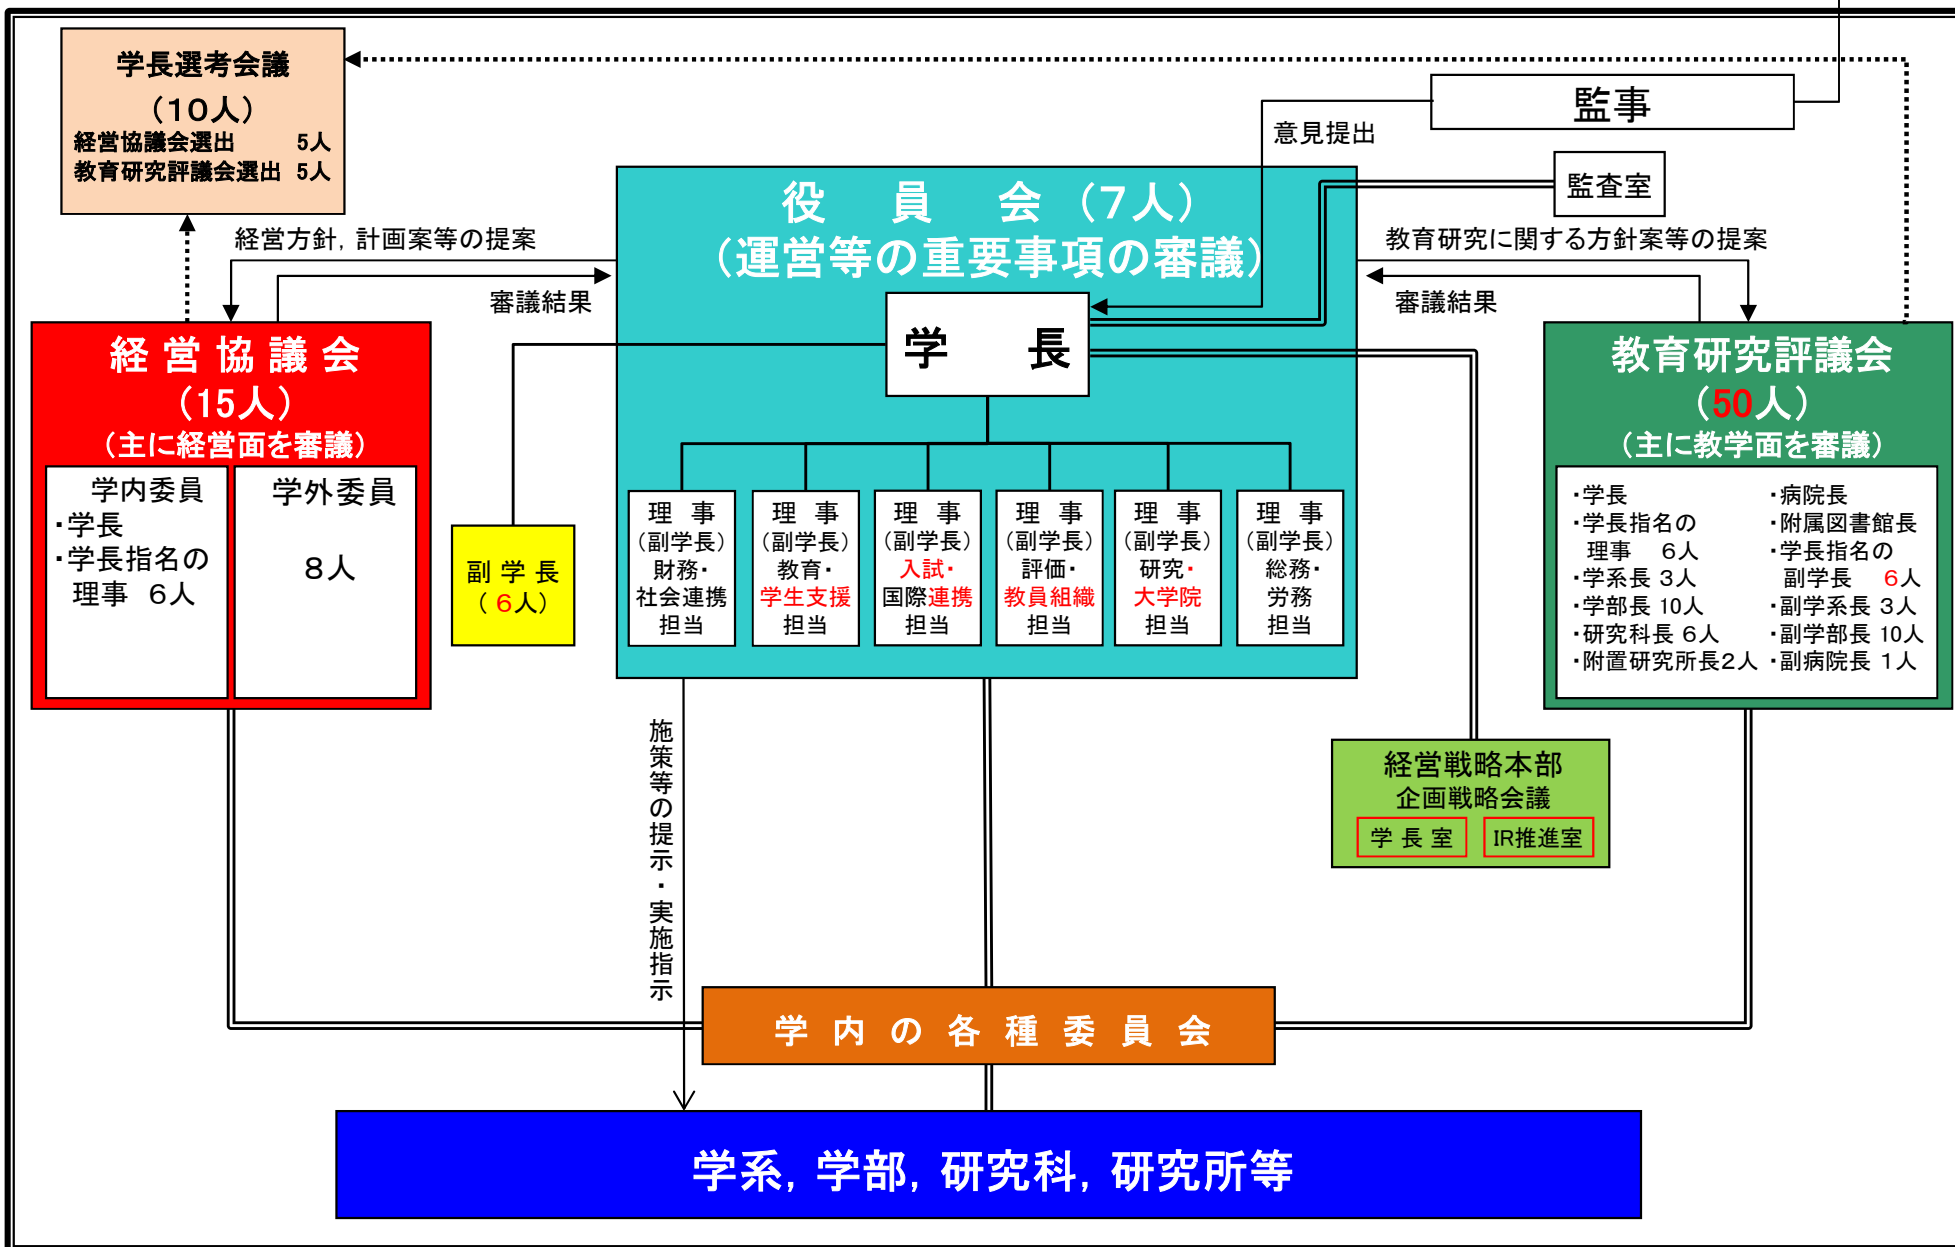 学長選考会議
(10人)
経営協議会選出 5人
教育研究評議会選出 5人
監事
意見提出
監査室
役 員 会 (7人)
(運営等の重要事項の審議)
経営方針, 計画案等の提案
審議結果
教育研究に関する方針案等の提案
審議結果
学 長
経 営 協 議 会
(15人)
(主に経営面を審議)
学内委員
・学長
・学長指名の
理事 6人
学外委員
8人
副 学 長
( 6人)
理 事
(副学長)
財務・
社会連携
担当
理 事
(副学長)
教育・
学生支援
担当
理 事
(副学長)
入試・
国際連携
担当
理 事
(副学長)
評価・
教員組織
担当
理 事
(副学長)
研究・
大学院
担当
理 事
(副学長)
総務・
労務
担当
教育研究評議会
(50人)
(主に教学面を審議)
・学長
・学長指名の
理事 6人
・学系長 3人
・学部長 10人
・研究科長 6人
・附置研究所長2人
・病院長
・附属図書館長
・学長指名の
副学長 6人
・副学系長 3人
・副学部長 10人
・副病院長 1人
施策等の提示・実施指示
経営戦略本部
企画戦略会議
学 長 室
IR推進室
学 内 の 各 種 委 員 会
学系, 学部, 研究科, 研究所等